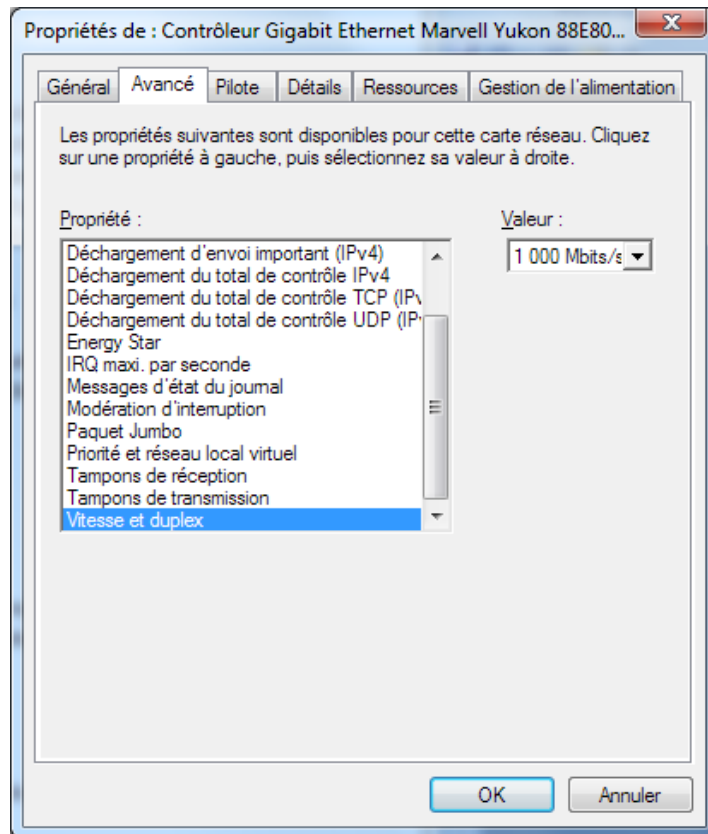 Propriétés de : Contrôleur Gigabit Ethernet Marvell Yukon 88E80...
Général Avancé Pilote Détails Ressources Gestion de l'alimentation
Les propriétés suivantes sont disponibles pour cette carte réseau. Cliquez
sur une propriété à gauche, puis sélectionnez sa valeur à droite.
Propriété :
Valeur :
1 000 Mbits/s
Déchargement d'envoi important (IPv4)
Déchargement du total de contrôle IPv4
Déchargement du total de contrôle TCP (IPv
Déchargement du total de contrôle UDP (IPv
Energy Star
IRQ maxi. par seconde
Messages d'état du journal
Modération d'interruption
Paquet Jumbo
Priorité et réseau local virtuel
Tampons de réception
Tampons de transmission
Vitesse et duplex
OK Annuler